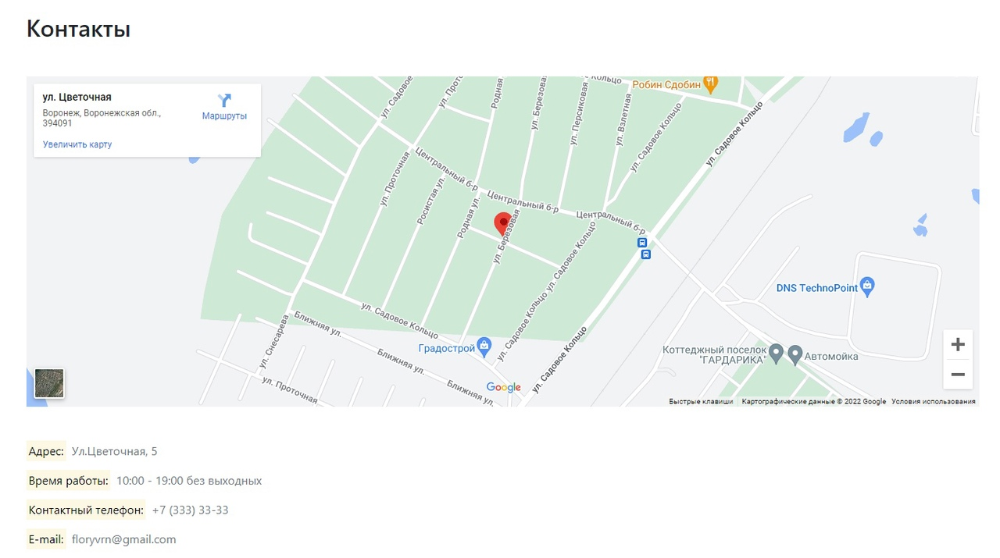 Контакты
ул. Цветочная
Воронеж, Воронежская обл.,
394091
Маршруты
Увеличить карту
ул. Садовое
ул. Прото
Родная
ул. Березовая
Кольцо
Робин Сдобин
ул. Персиковая
ул. Взлетная
ул. Садовое Кольцо
ул. Садовое Кольцо
ул. Проточная
Центральный б-р
Росистая ул.
Родная ул.
Центральный б-р
Центральный б-р
ул. Березовая
ул. Садовое Кольцо
DNS TechnoPoint
ул. Садовое Кольцо
ул. Садовое Кольцо
Ближняя ул.
ул. Снесарева
Градострой
ул. Садовое Кольцо
Коттеджный поселок
"ГАРДАРИКА"
Автомойка
Ближняя ул.
ул. Проточная
Ближняя ул.
Google
Быстрые клавиши
Картографические данные © 2022 Google
Условия использования
Адрес: Ул.Цветочная, 5
Время работы: 10:00 - 19:00 без выходных
Контактный телефон: +7 (333) 33-33
E-mail: floryvrn@gmail.com